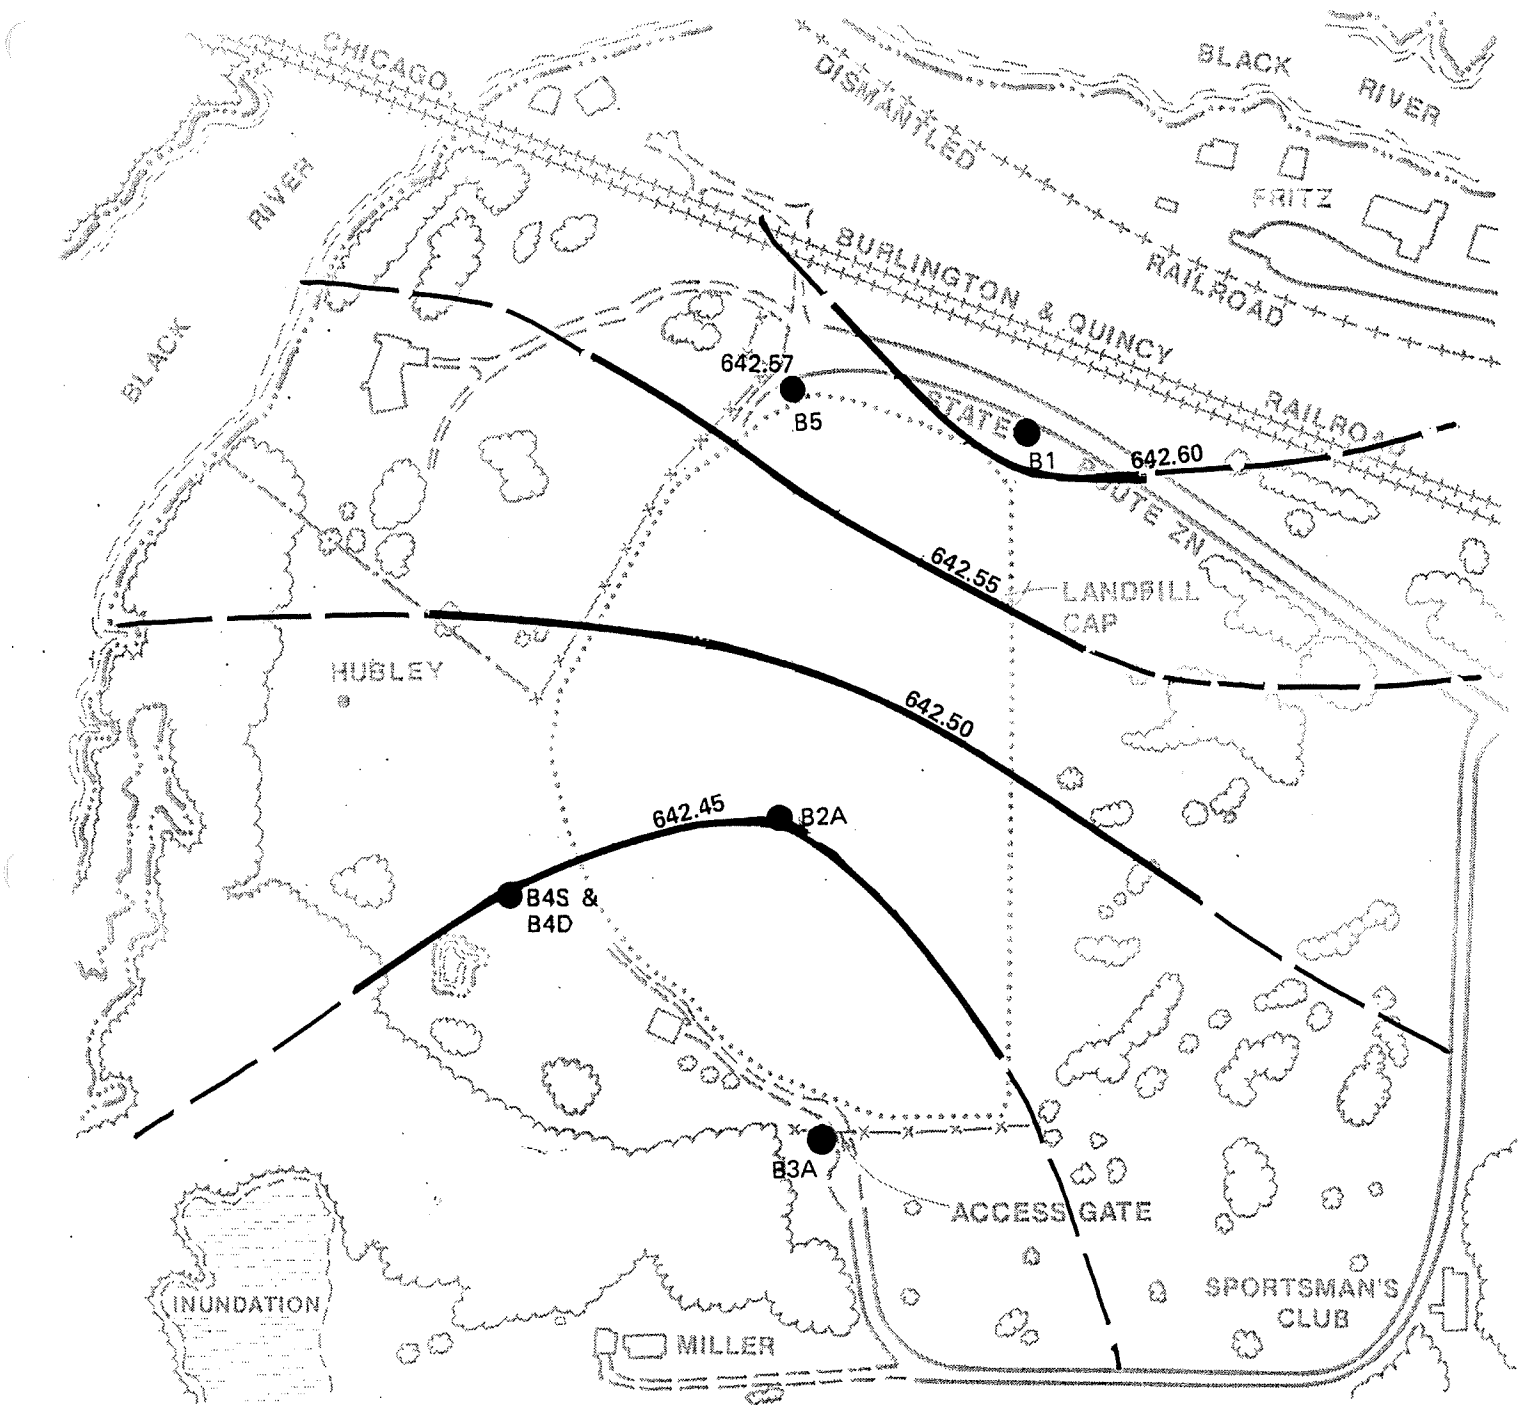 CHICAGO,
BLACK
RIVER
DISMANTLED
RIVER
FRITZ
BURLINGTON & QUINCY
RAILROAD
BLACK
642.57
B5
STATE
B1
642.60
RAILROAD
ROUTE ZN
642.55
LANDFILL
CAP
HUBLEY
642.50
642.45
B2A
B4S &
B4D
B3A
ACCESS GATE
INUNDATION
SPORTSMAN'S
CLUB
MILLER